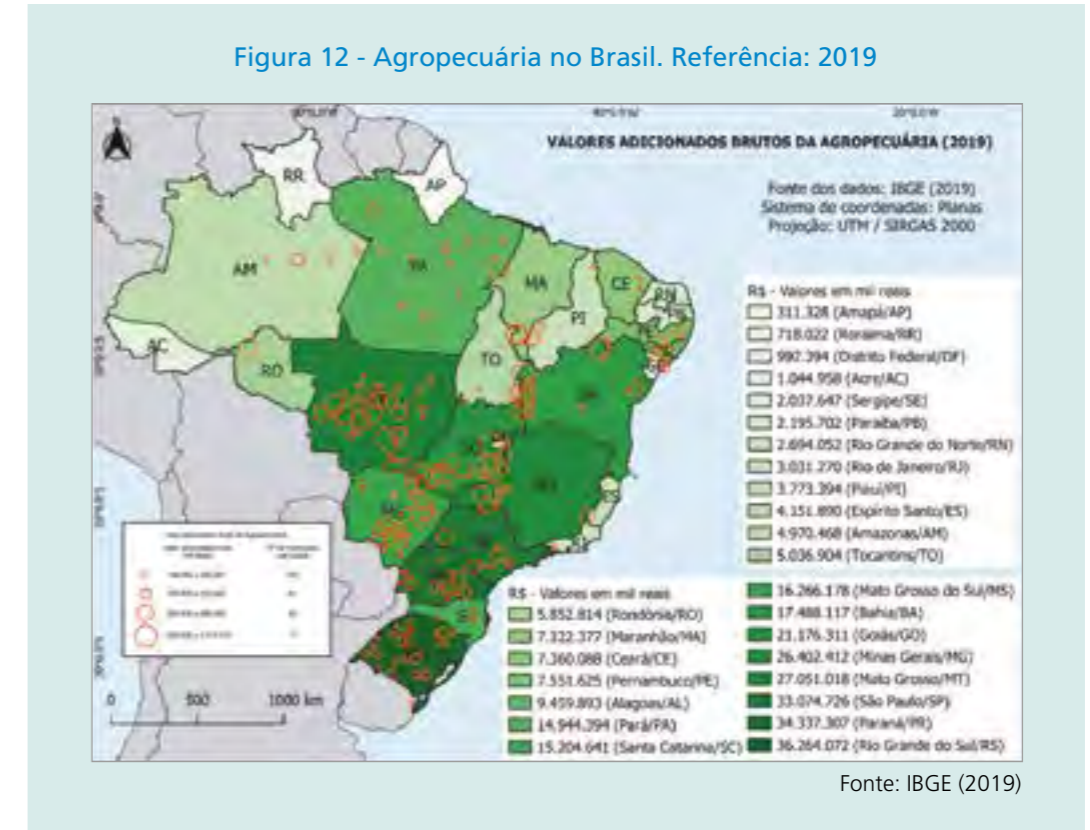 Figura 12 - Agropecuária no Brasil. Referência: 2019
VALORES ADICIONADOS BRUTOS DA AGROPECUÁRIA (2019)
Fonte dos dados: IBGE (2019)
Sistema de coordenadas: Planas
Projeção: UTM / SIRGAS 2000
RR
AP
AM
PA
MA
CE
RN
PI
AC
TO
RO
BA
MG
ES
RJ
R$ - Valores em mil reais
311.328 (Amapá/AP)
718.022 (Roraima/RR)
992.394 (Distrito Federal/DF)
1.044.958 (Acre/AC)
2.037.647 (Sergipe/SE)
2.195.702 (Paraíba/PB)
2.694.052 (Rio Grande do Norte/RN)
3.031.270 (Rio de Janeiro/RJ)
3.773.394 (Piauí/PI)
4.151.890 (Espírito Santo/ES)
4.970.468 (Amazonas/AM)
5.036.904 (Tocantins/TO)
R$ - Valores em mil reais
5.852.814 (Rondônia/RO)
7.322.377 (Maranhão/MA)
7.360.088 (Ceará/CE)
7.551.625 (Pernambuco/PE)
9.459.893 (Alagoas/AL)
14.944.394 (Pará/PA)
15.204.641 (Santa Catarina/SC)
16.266.178 (Mato Grosso do Sul/MS)
17.488.117 (Bahia/BA)
21.176.311 (Goiás/GO)
26.402.412 (Minas Gerais/MG)
27.051.018 (Mato Grosso/MT)
33.074.726 (São Paulo/SP)
34.337.307 (Paraná/PR)
36.264.072 (Rio Grande do Sul/RS)
0 500 1000 km
Fonte: IBGE (2019)